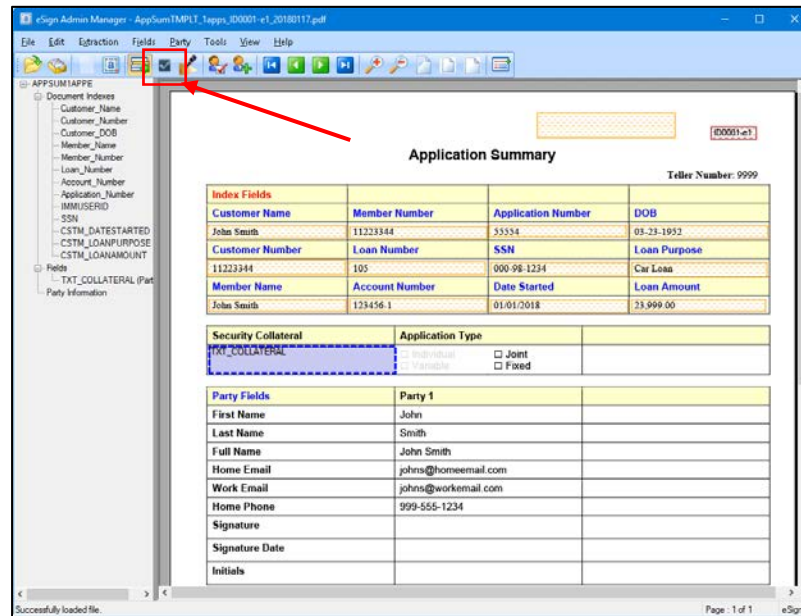 eSign Admin Manager - AppSumTMPLT_1apps_ID0001-e1_20180117.pdf
File Edit Extraction Fields Party Tools View Help
APPSUM1APPE
Document Indexes
Customer_Name
Customer_Number
Customer_DOB
Member_Name
Member_Number
Loan_Number
Account_Number
Application_Number
IMMUSERID
SSN
CSTM_DATESTARTED
CSTM_LOANPURPOSE
CSTM_LOANAMOUNT
Fields
TXT_COLLATERAL (Part
Party Information
ID0001-e1
Application Summary
Teller Number: 9999
Index Fields
Customer Name Member Number Application Number DOB
John Smith 11223344 55554 03-23-1952
Customer Number Loan Number SSN Loan Purpose
11223344 105 000-98-1234 Car Loan
Member Name Account Number Date Started Loan Amount
John Smith 123456-1 01/01/2018 23,999.00
Security Collateral Application Type
TXT_COLLATERAL Individual Joint
Variable Fixed
Party Fields Party 1
First Name John
Last Name Smith
Full Name John Smith
Home Email johns@homeemail.com
Work Email johns@workemail.com
Home Phone 999-555-1234
Signature
Signature Date
Initials
Successfully loaded file. Page : 1 of 1 eSign